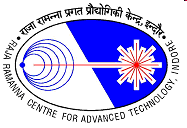 राजा रामन्ना प्रगत प्रौद्योगिकी केन्द्र, इन्दौर
RAJA RAMANNA CENTRE FOR ADVANCED TECHNOLOGY, INDORE